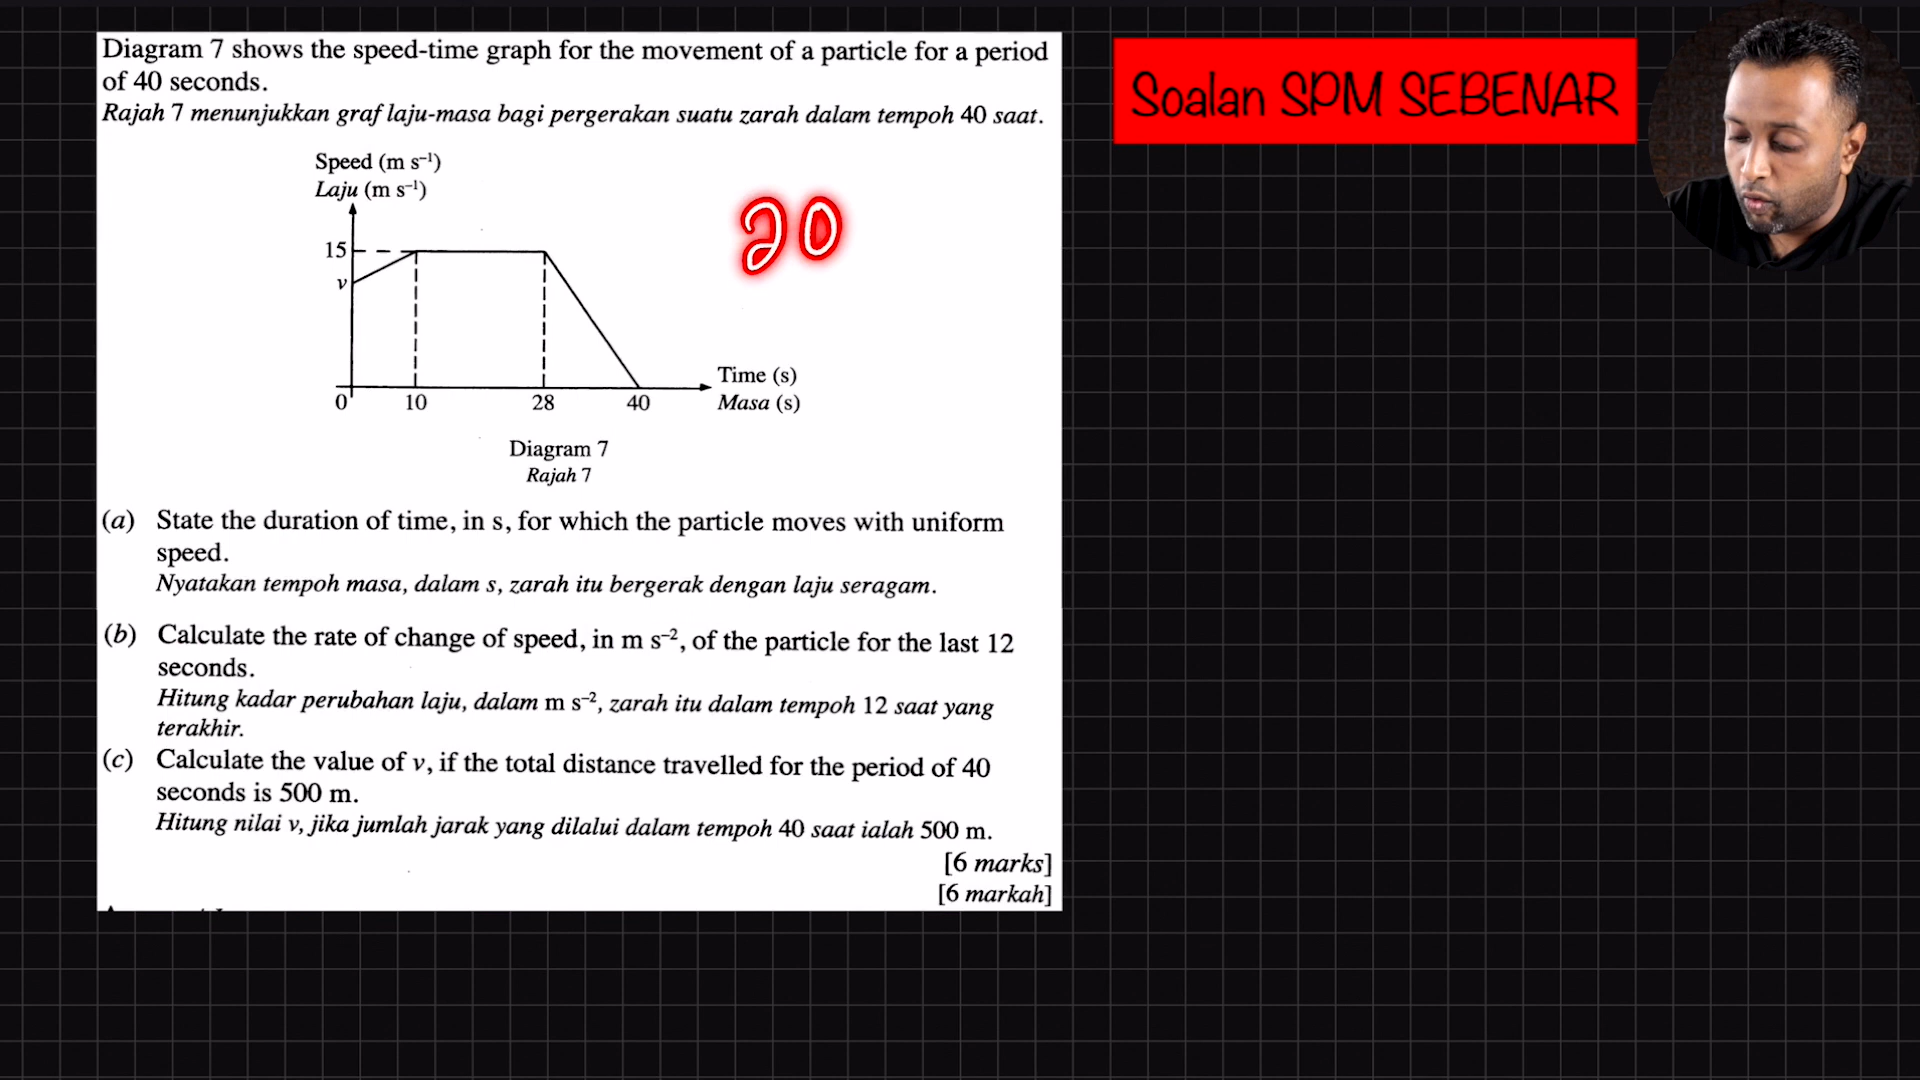 Diagram 7 shows the speed-time graph for the movement of a particle for a period
of 40 seconds.
Rajah 7 menunjukkan graf laju-masa bagi pergerakan suatu zarah dalam tempoh 40 saat.
Soalan SPM SEBENAR
Speed (m s⁻¹)
Laju (m s⁻¹)
20
15
v
0 10 28 40
Time (s)
Masa (s)
Diagram 7
Rajah 7
(a) State the duration of time, in s, for which the particle moves with uniform
speed.
Nyatakan tempoh masa, dalam s, zarah itu bergerak dengan laju seragam.
(b) Calculate the rate of change of speed, in m s⁻², of the particle for the last 12
seconds.
Hitung kadar perubahan laju, dalam m s⁻², zarah itu dalam tempoh 12 saat yang
terakhir.
(c) Calculate the value of v, if the total distance travelled for the period of 40
seconds is 500 m.
Hitung nilai v, jika jumlah jarak yang dilalui dalam tempoh 40 saat ialah 500 m.
[6 marks]
[6 markah]